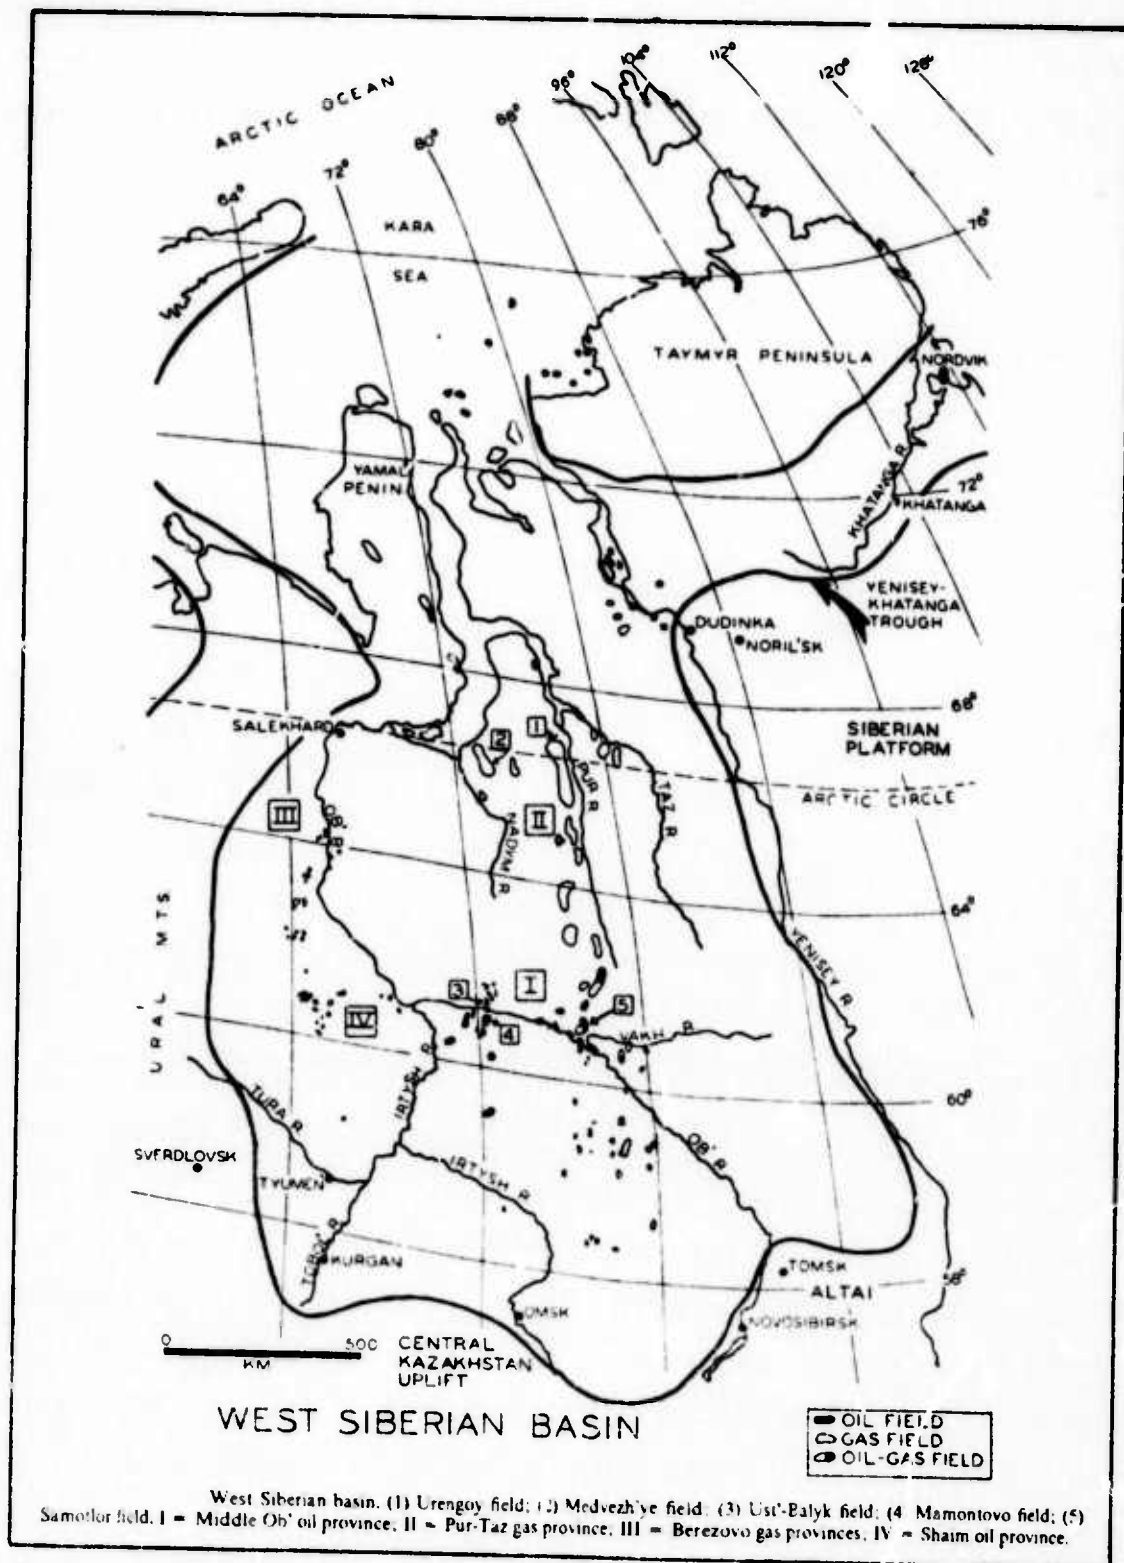 ARCTIC OCEAN
64°
72°
80°
88°
96°
104°
112°
120°
128°
KARA
SEA
76°
TAYMYR PENINSULA
NORDVIK
YAMAL
PENIN
KHATANGA R
72°
KHATANGA
YENISEY-
KHATANGA
TROUGH
DUDINKA
NORIL'SK
68°
SALEKHARD
2
1
SIBERIAN
PLATFORM
PUR R
TAZ R
ARCTIC CIRCLE
III
OB' R
R
NADYM R
II
64°
URAL MTS
YENISEY R
3
I
5
IV
4
VAKH R
IRTYSH R
60°
TURA R
OB' R
SVERDLOVSK
IRTYSH R
TYUMEN
TOBOL R
KURGAN
TOMSK
56°
ALTAI
OMSK
NOVOSIBIRSK
0 500
KM
CENTRAL
KAZAKHSTAN
UPLIFT
WEST SIBERIAN BASIN
OIL FIELD
GAS FIELD
OIL-GAS FIELD
West Siberian basin. (1) Urengoy field; (2) Medvezh'ye field; (3) Ust'-Balyk field; (4 Mamontovo field; (5)
Samotlor field. I = Middle Ob' oil province, II = Pur-Taz gas province, III = Berezovo gas provinces, IV = Shaim oil province.